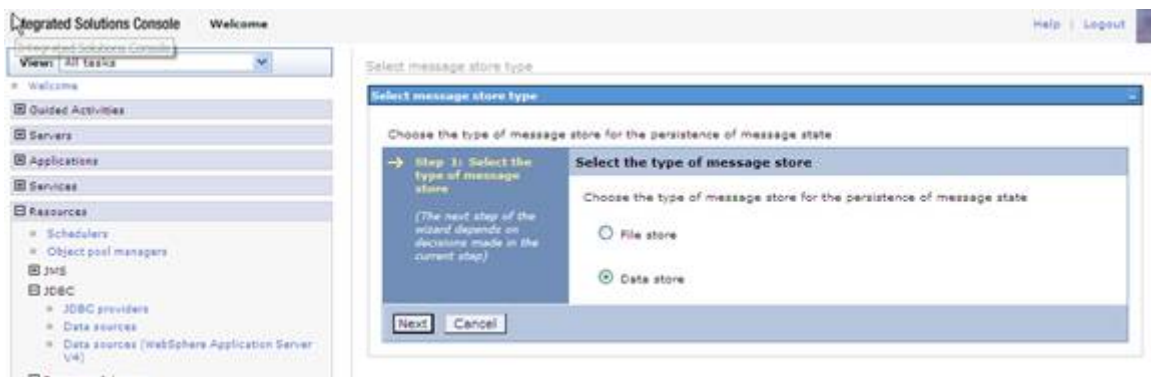 Integrated Solutions Console Welcome Help | Logout
Integrated Solutions Console
View: All tasks
Welcome
Guided Activities
Servers
Applications
Services
Resources
Schedulers
Object pool managers
JMS
JDBC
JDBC providers
Data sources
Data sources (WebSphere Application Server
V4)
Select message store type
Select message store type
Choose the type of message store for the persistence of message state
Step 1: Select the
type of message
store
(The next step of the
wizard depends on
decisions made in the
current step)
Select the type of message store
Choose the type of message store for the persistence of message state
File store
Data store
Next Cancel